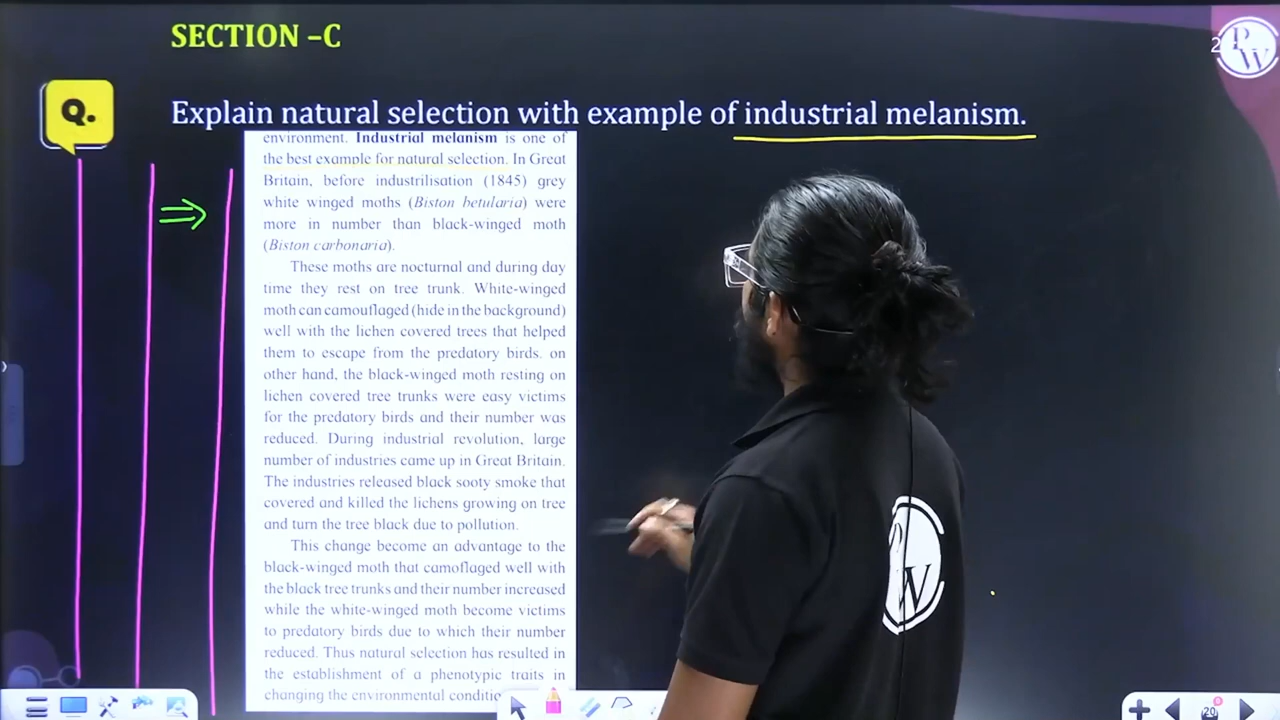 SECTION –C
Q.
Explain natural selection with example of industrial melanism.
environment. Industrial melanism is one of
the best example for natural selection. In Great
Britain, before industrilisation (1845) grey
white winged moths (Biston betularia) were
more in number than black-winged moth
(Biston carbonaria).
These moths are nocturnal and during day
time they rest on tree trunk. White-winged
moth can camouflaged (hide in the background)
well with the lichen covered trees that helped
them to escape from the predatory birds. on
other hand, the black-winged moth resting on
lichen covered tree trunks were easy victims
for the predatory birds and their number was
reduced. During industrial revolution, large
number of industries came up in Great Britain.
The industries released black sooty smoke that
covered and killed the lichens growing on tree
and turn the tree black due to pollution.
This change become an advantage to the
black-winged moth that camoflaged well with
the black tree trunks and their number increased
while the white-winged moth become victims
to predatory birds due to which their number
reduced. Thus natural selection has resulted in
the establishment of a phenotypic traits in
changing the environmental conditio
PW
W
20